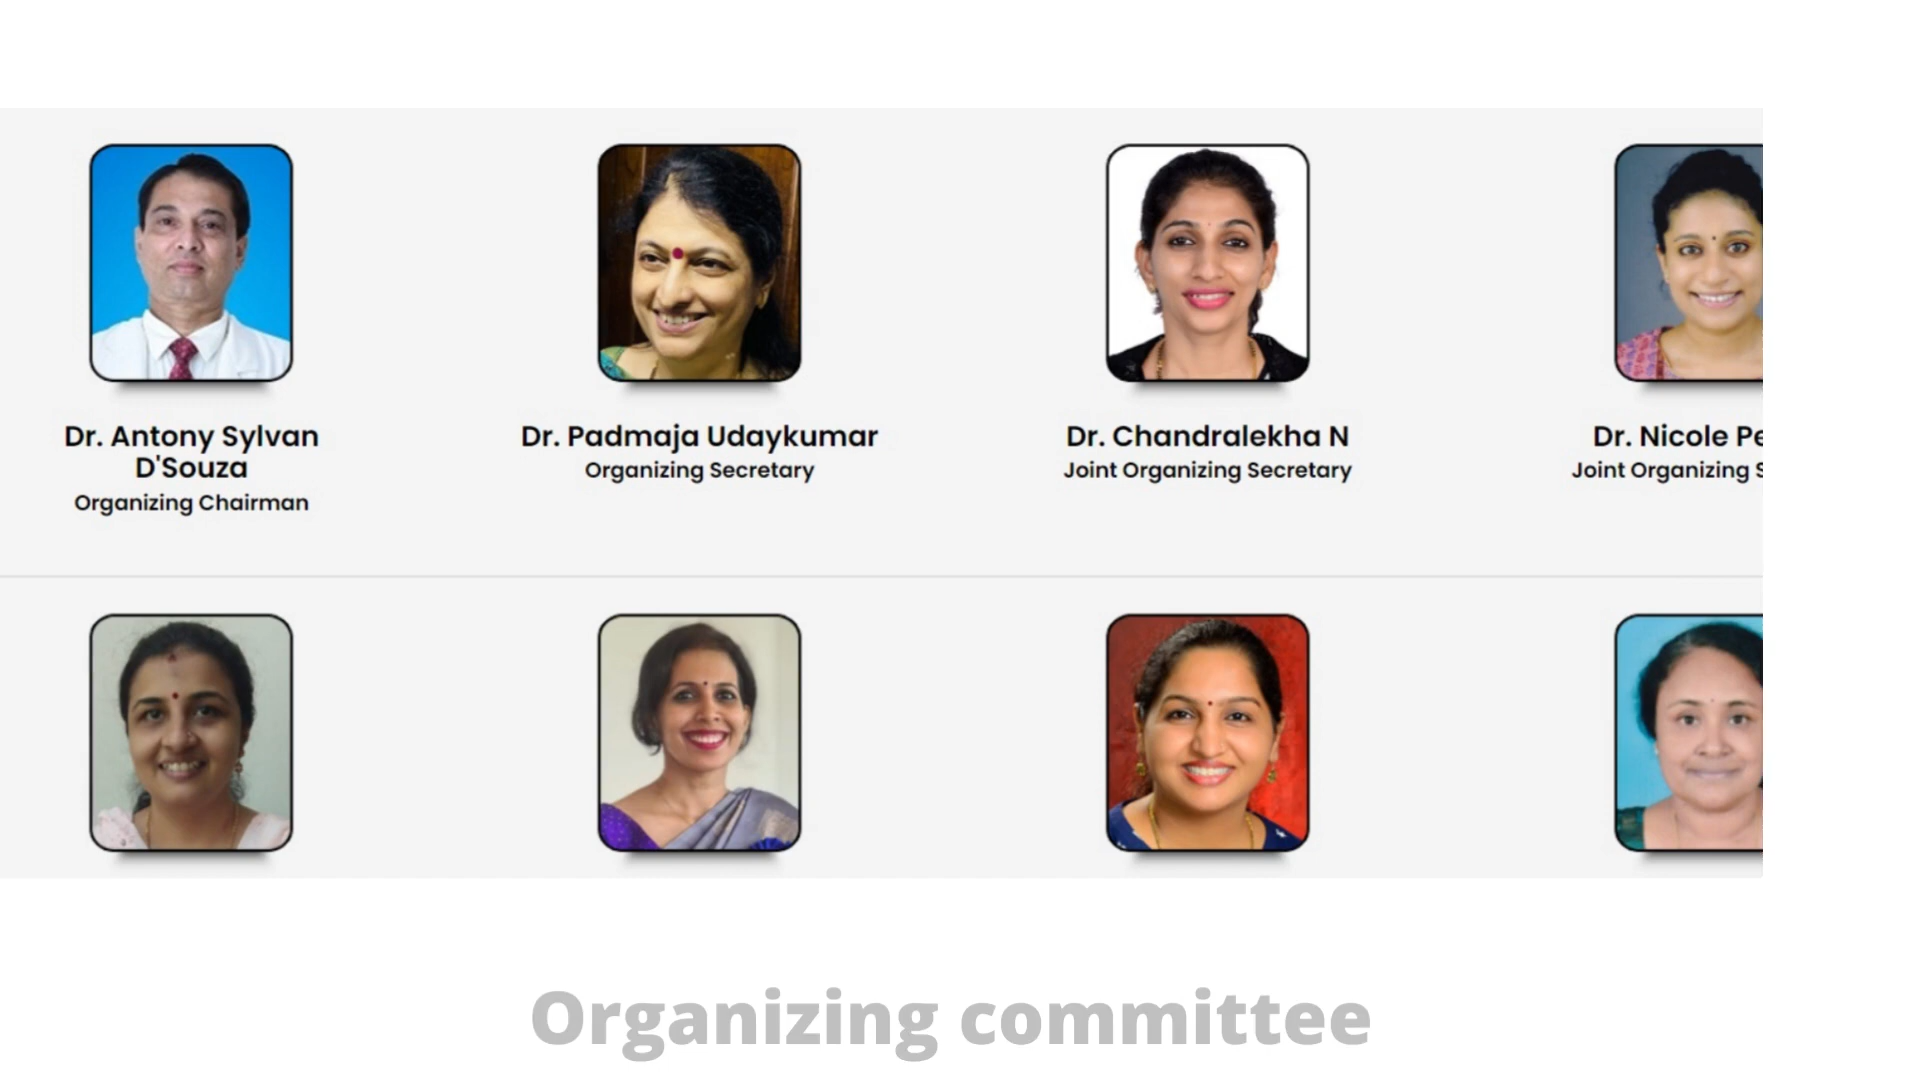 Dr. Antony Sylvan
D'Souza
Organizing Chairman
Dr. Padmaja Udaykumar
Organizing Secretary
Dr. Chandralekha N
Joint Organizing Secretary
Dr. Nicole
Joint Organizing
Organizing committee